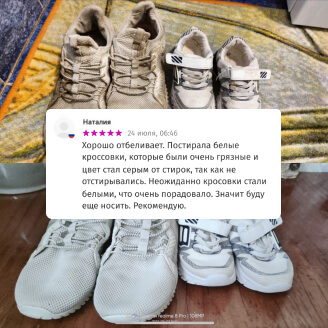 Наталия
24 июля, 06:46
Хорошо отбеливает. Постирала белые
кроссовки, которые были очень грязные и
цвет стал серым от стирок, так как не
отстирывались. Неожиданно кросовки стали
белыми, что очень порадовало. Значит буду
еще носить. Рекомендую.
realme 8 Pro | 108MP